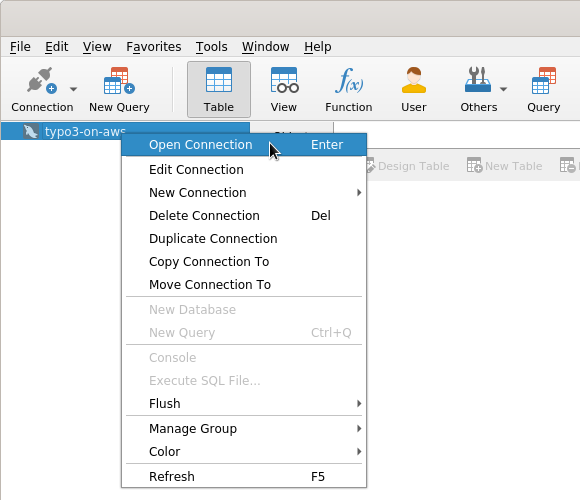 File Edit View Favorites Tools Window Help
Connection New Query Table View Function User Others Query
typo3-on-aws
Open Connection Enter
Design Table New Table
Edit Connection
New Connection
Delete Connection Del
Duplicate Connection
Copy Connection To
Move Connection To
New Database
New Query Ctrl+Q
Console
Execute SQL File...
Flush
Manage Group
Color
Refresh F5